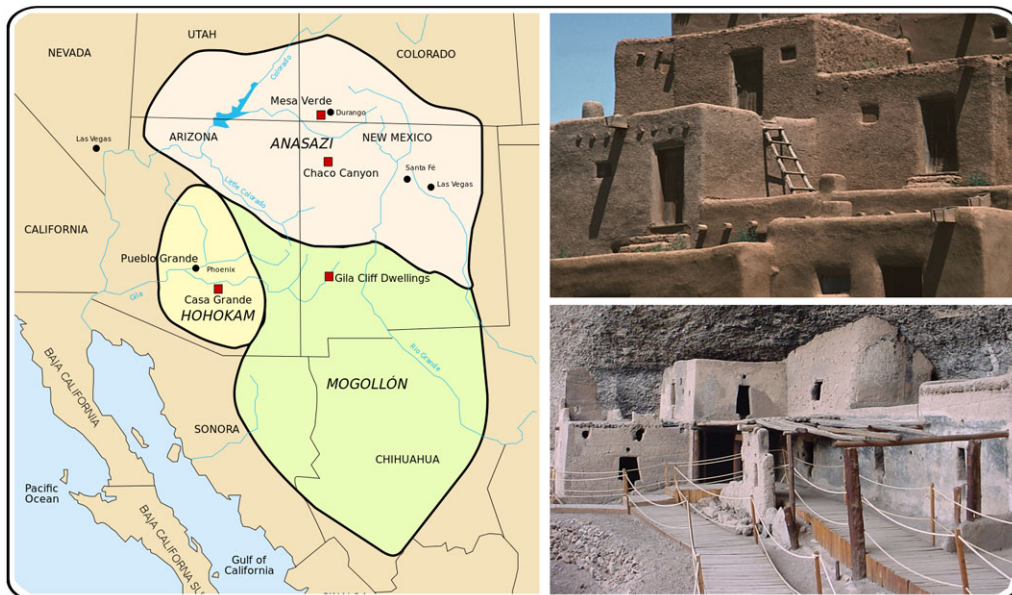 UTAH
NEVADA
COLORADO
Colorado
Mesa Verde
Durango
Las Vegas
ARIZONA
NEW MEXICO
ANASAZI
Chaco Canyon
Santa Fé
Las Vegas
Little Colorado
CALIFORNIA
Pueblo Grande
Phoenix
Gila Cliff Dwellings
Gila
Casa Grande
HOHOKAM
Rio Grande
BAJA CALIFORNIA
MOGOLLÓN
SONORA
CHIHUAHUA
Pacific
Ocean
BAJA CALIFORNIA SU
Gulf of
California